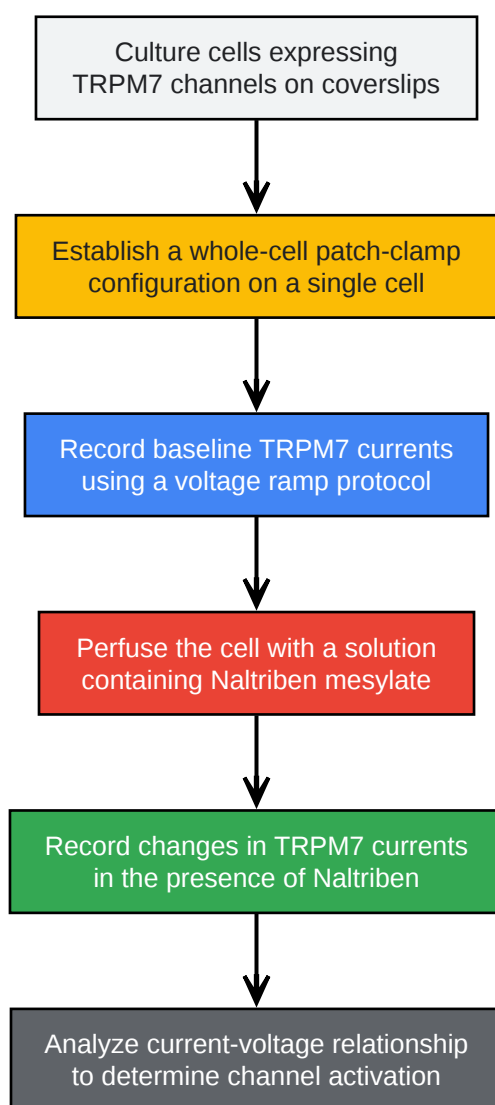 Culture cells expressing
TRPM7 channels on coverslips
Establish a whole-cell patch-clamp
configuration on a single cell
Record baseline TRPM7 currents
using a voltage ramp protocol
Perfuse the cell with a solution
containing Naltriben mesylate
Record changes in TRPM7 currents
in the presence of Naltriben
Analyze current-voltage relationship
to determine channel activation